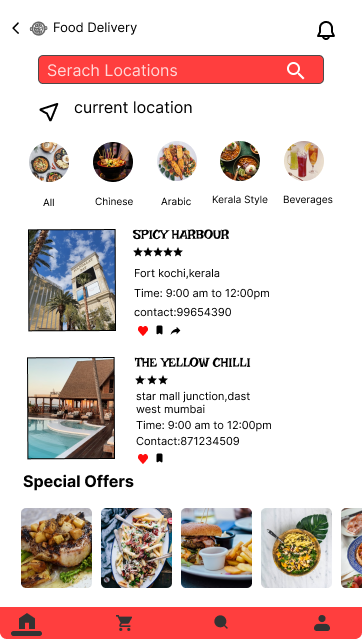 Food Delivery
Serach Locations
current location
All
Chinese
Arabic
Kerala Style
Beverages
SPICY HARBOUR
Fort kochi,kerala
Time: 9:00 am to 12:00pm
contact:99654390
THE YELLOW CHILLI
star mall junction,dast
west mumbai
Time: 9:00 am to 12:00pm
Contact:871234509
Special Offers